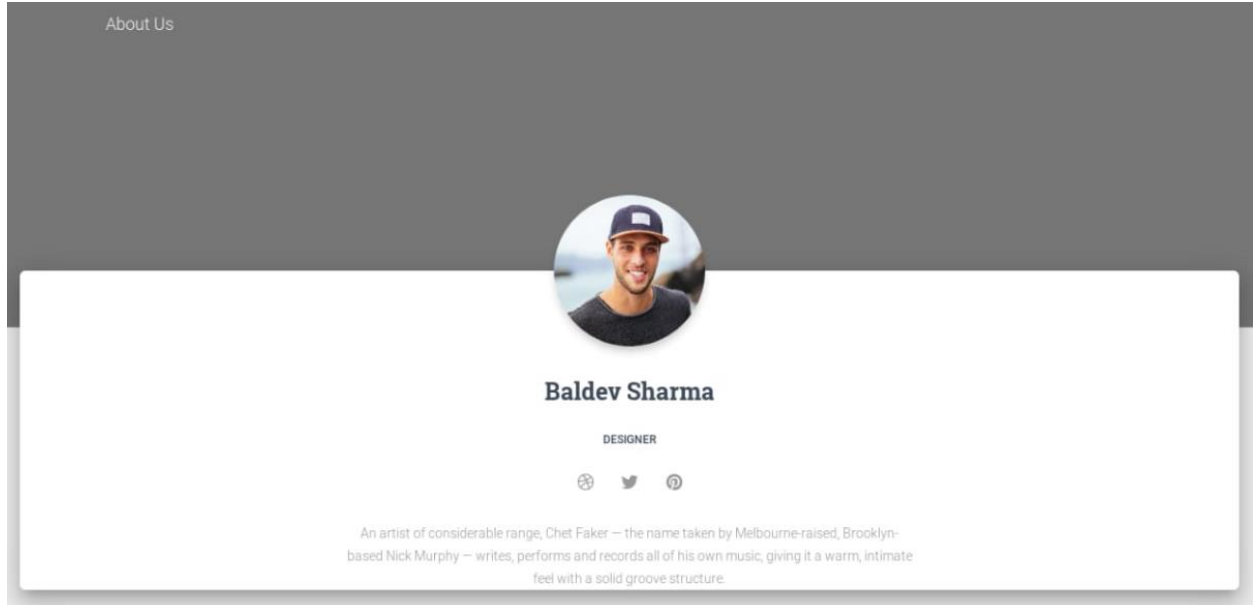 About Us
Baldev Sharma
DESIGNER
An artist of considerable range, Chet Faker — the name taken by Melbourne-raised, Brooklyn-
based Nick Murphy — writes, performs and records all of his own music, giving it a warm, intimate
feel with a solid groove structure.